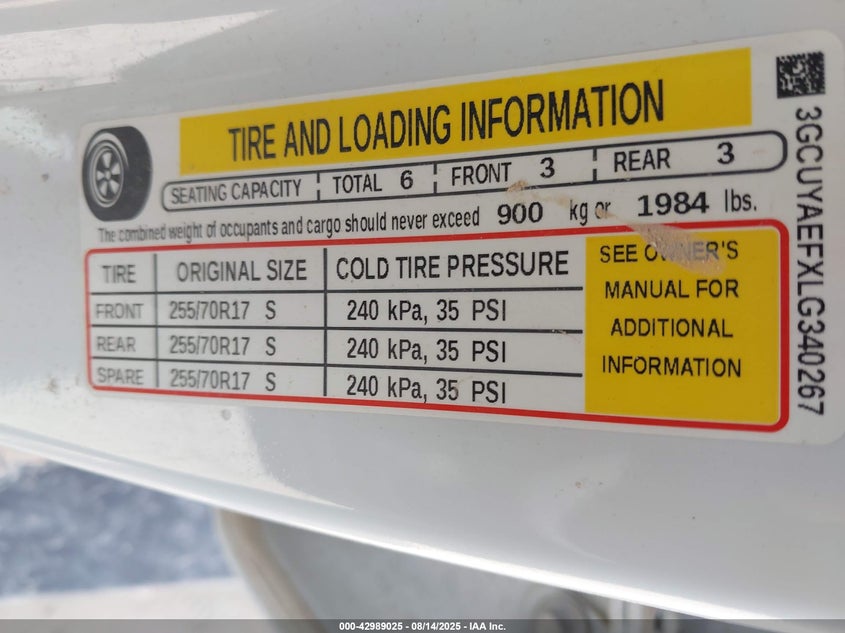 TIRE AND LOADING INFORMATION
SEATING CAPACITY ¦ TOTAL 6 ¦ FRONT 3 ¦ REAR 3
The combined weight of occupants and cargo should never exceed 900 kg or 1984 lbs.
TIRE ORIGINAL SIZE COLD TIRE PRESSURE
FRONT 255/70R17 S 240 kPa, 35 PSI
REAR 255/70R17 S 240 kPa, 35 PSI
SPARE 255/70R17 S 240 kPa, 35 PSI
SEE OWNER'S
MANUAL FOR
ADDITIONAL
INFORMATION
3GCUYAEFXLG340267
000-42989025 - 08/14/2025 - IAA Inc.